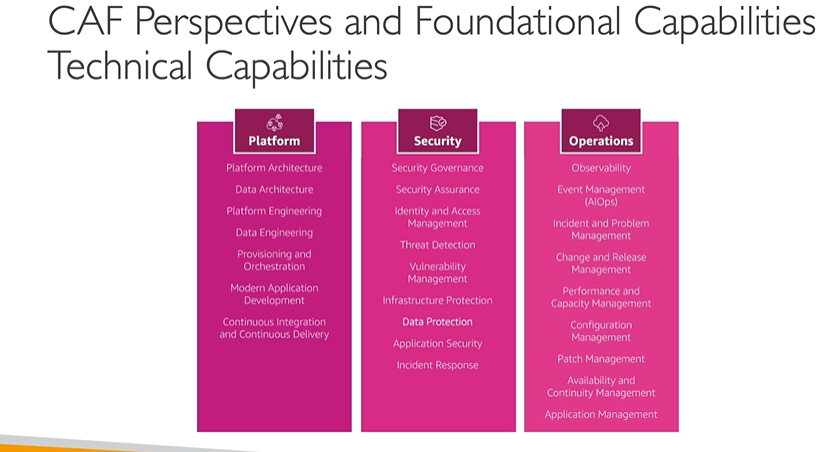 CAF Perspectives and Foundational Capabilities
Technical Capabilities
Platform
Platform Architecture
Data Architecture
Platform Engineering
Data Engineering
Provisioning and
Orchestration
Modern Application
Development
Continuous Integration
and Continuous Delivery
Security
Security Governance
Security Assurance
Identity and Access
Management
Threat Detection
Vulnerability
Management
Infrastructure Protection
Data Protection
Application Security
Incident Response
Operations
Observability
Event Management
(AIOps)
Incident and Problem
Management
Change and Release
Management
Performance and
Capacity Management
Configuration
Management
Patch Management
Availability and
Continuity Management
Application Management